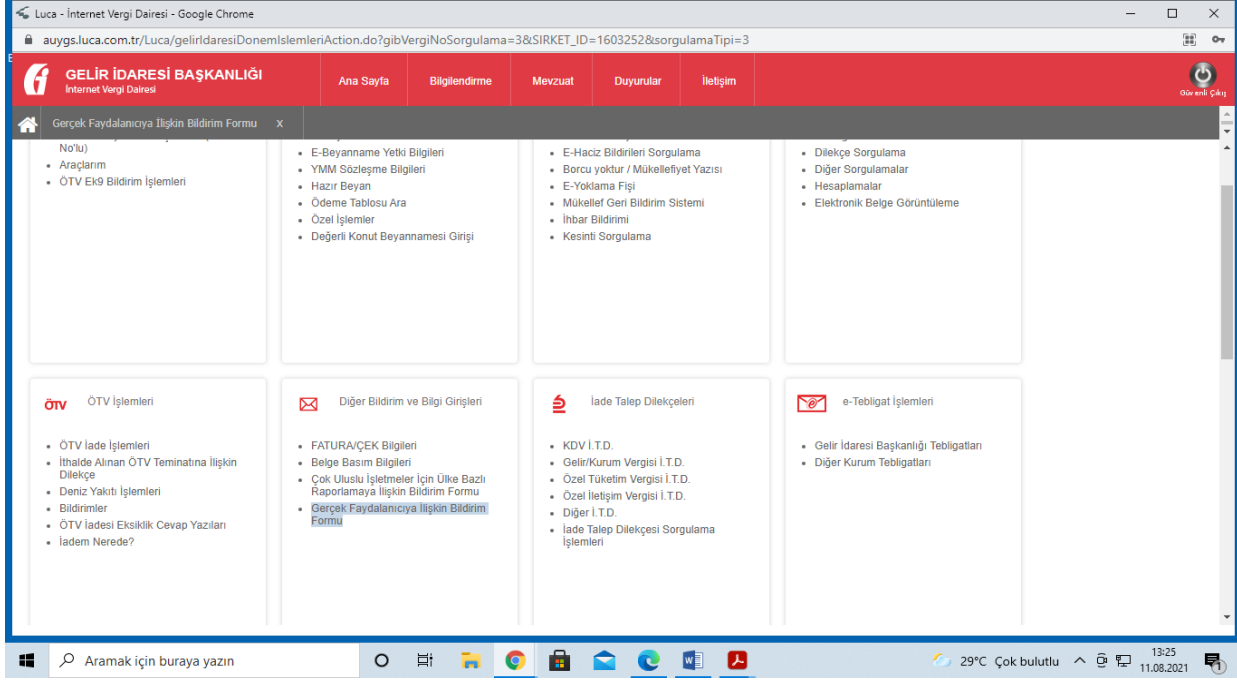 Luca - İnternet Vergi Dairesi - Google Chrome
auygs.luca.com.tr/Luca/gelirIdaresiDonemIslemleriAction.do?gibVergiNoSorgulama=3&SIRKET_ID=1603252&sorgulamaTipi=3
GELİR İDARESİ BAŞKANLIĞI
İnternet Vergi Dairesi
Ana Sayfa
Bilgilendirme
Mevzuat
Duyurular
İletişim
Güvenli Çıkış
Gerçek Faydalanıcıya İlişkin Bildirim Formu x
No'lu)
Araçlarım
ÖTV Ek9 Bildirim İşlemleri
E-Beyanname Yetki Bilgileri
YMM Sözleşme Bilgileri
Hazır Beyan
Ödeme Tablosu Ara
Özel İşlemler
Değerli Konut Beyannamesi Girişi
E-Haciz Bildirileri Sorgulama
Borcu yoktur / Mükellefiyet Yazısı
E-Yoklama Fişi
Mükellef Geri Bildirim Sistemi
İhbar Bildirimi
Kesinti Sorgulama
Dilekçe Sorgulama
Diğer Sorgulamalar
Hesaplamalar
Elektronik Belge Görüntüleme
ÖTV ÖTV İşlemleri
ÖTV İade İşlemleri
İthalde Alınan ÖTV Teminatına İlişkin
Dilekçe
Deniz Yakıtı İşlemleri
Bildirimler
ÖTV İadesi Eksiklik Cevap Yazıları
İadem Nerede?
Diğer Bildirim ve Bilgi Girişleri
FATURA/ÇEK Bilgileri
Belge Basım Bilgileri
Çok Uluslu İşletmeler İçin Ülke Bazlı
Raporlamaya İlişkin Bildirim Formu
Gerçek Faydalanıcıya İlişkin Bildirim
Formu
İade Talep Dilekçeleri
KDV İ.T.D.
Gelir/Kurum Vergisi İ.T.D.
Özel Tüketim Vergisi İ.T.D.
Özel İletişim Vergisi İ.T.D.
Diğer İ.T.D.
İade Talep Dilekçesi Sorgulama
İşlemleri
e-Tebligat İşlemleri
Gelir İdaresi Başkanlığı Tebligatları
Diğer Kurum Tebligatları
Aramak için buraya yazın
29°C Çok bulutlu
13:25
11.08.2021